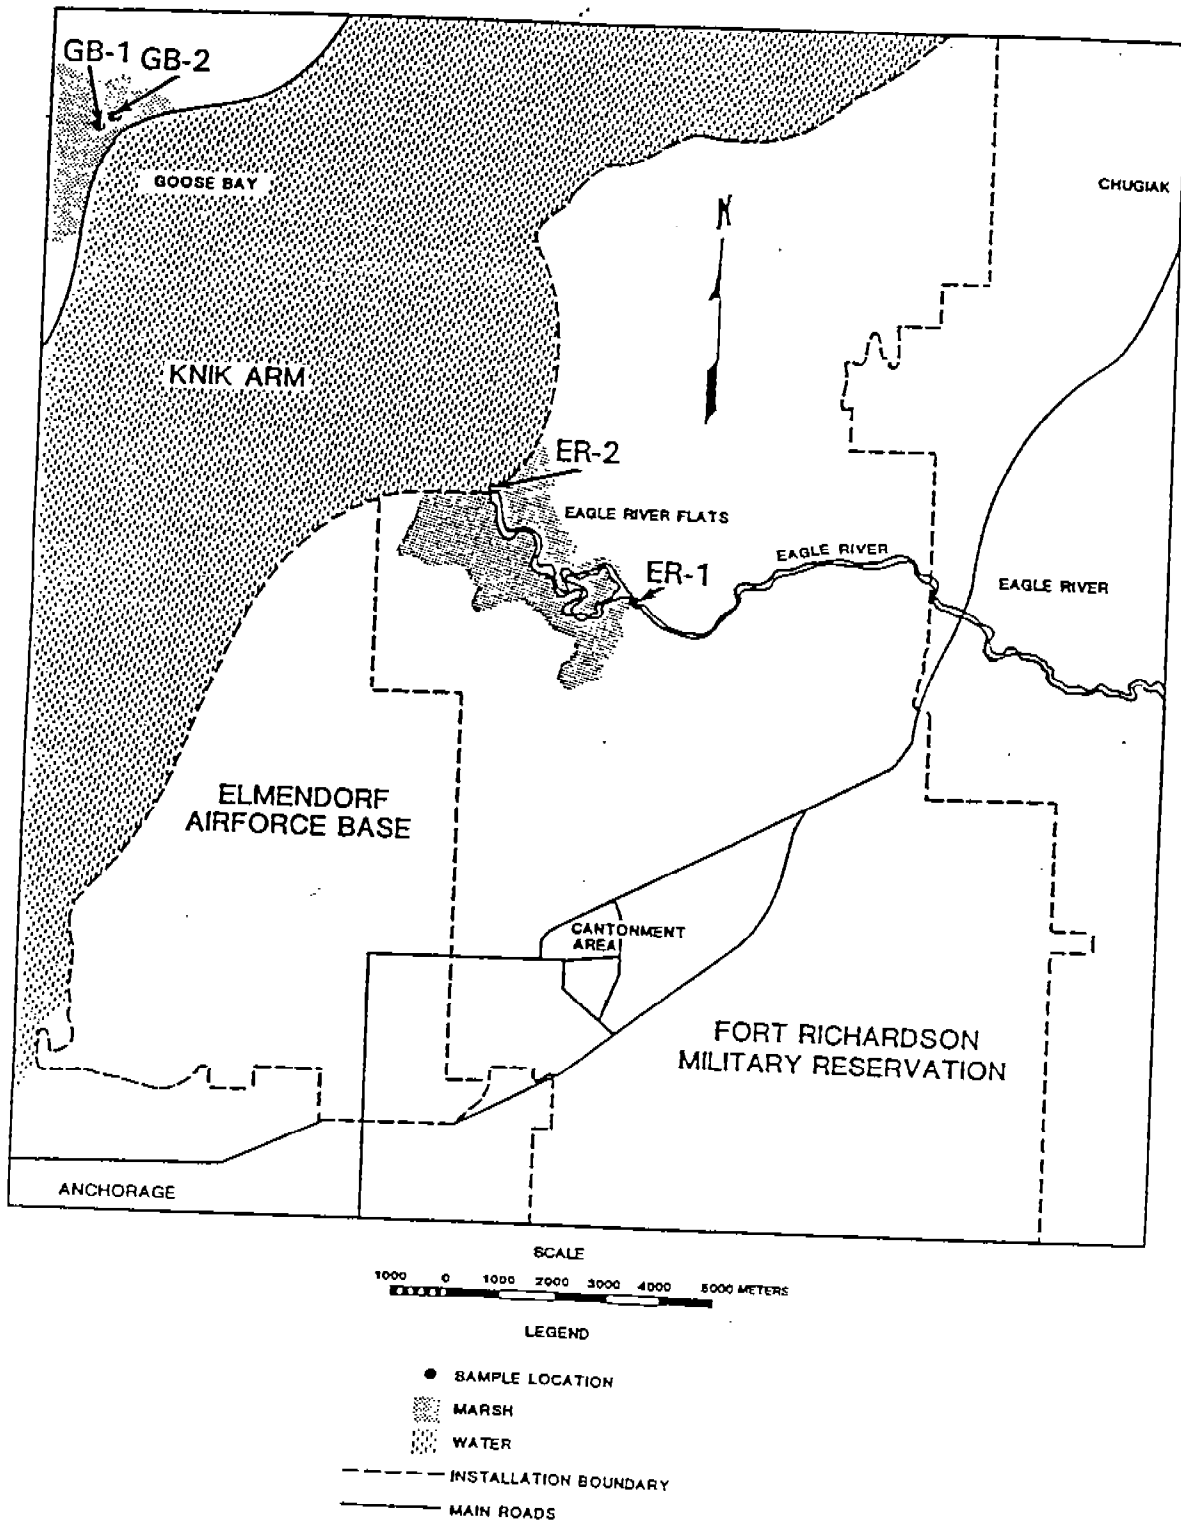 GB-1 GB-2
GOOSE BAY
CHUGIAK
N
KNIK ARM
ER-2
EAGLE RIVER FLATS
EAGLE RIVER
ER-1
EAGLE RIVER
ELMENDORF
AIRFORCE BASE
CANTONMENT
AREA
FORT RICHARDSON
MILITARY RESERVATION
ANCHORAGE
SCALE
1000 0 1000 2000 3000 4000 5000 METERS
LEGEND
SAMPLE LOCATION
MARSH
WATER
INSTALLATION BOUNDARY
MAIN ROADS